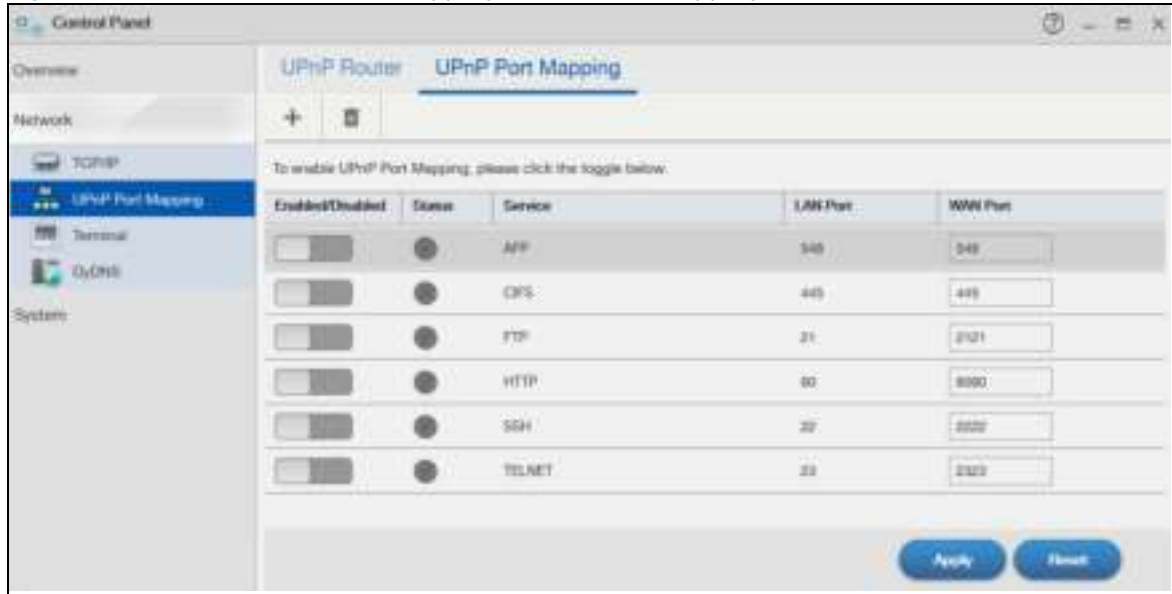 Control Panel
Overview
UPnP Router UPnP Port Mapping
Network
TCP/IP
To enable UPnP Port Mapping, please click the toggle below.
UPnP Port Mapping
Enabled/Disabled Status Service LAN Port WAN Port
Terminal
AFP 548 548
DyDNS
CIFS 445 445
System
FTP 21 2121
HTTP 80 8080
SSH 22 2222
TELNET 23 2323
Apply Reset